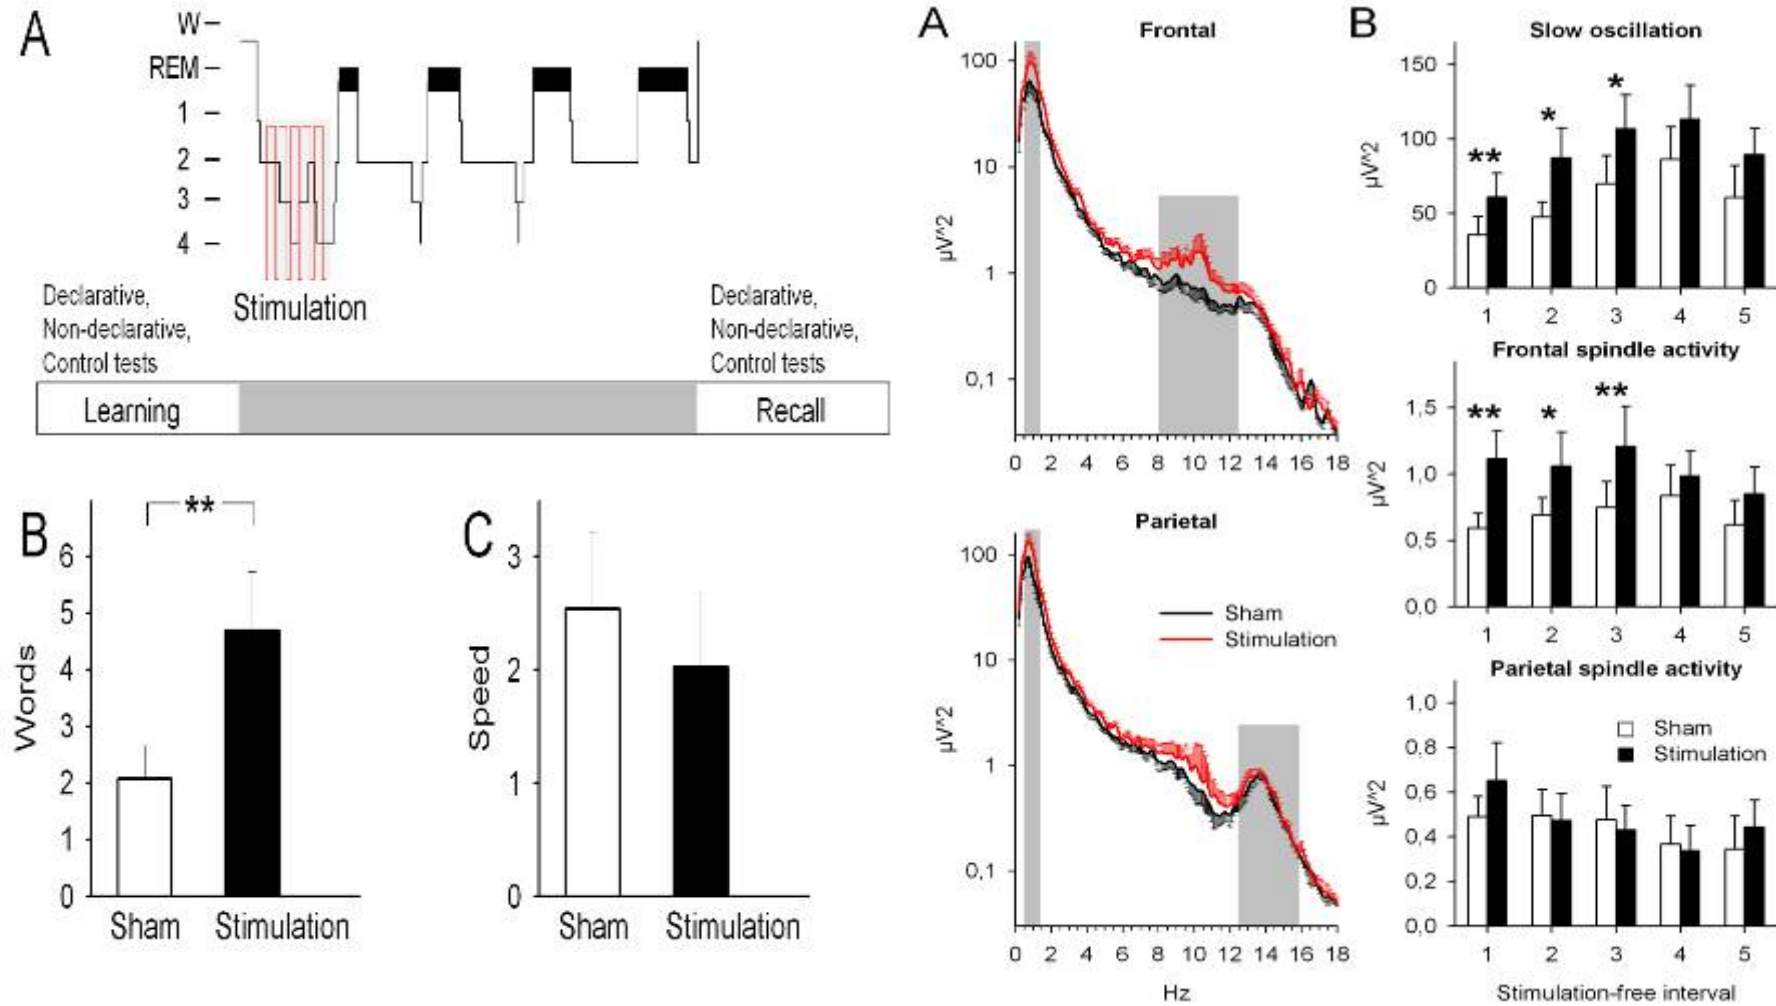 A
W
REM
1
2
3
4
Stimulation
Declarative,
Non-declarative,
Control tests
Declarative,
Non-declarative,
Control tests
Learning
Recall
B
**
6
5
4
3
2
1
0
Words
Sham
Stimulation
C
3
2
1
0
Speed
Sham
Stimulation
A
Frontal
100
10
1
0,1
µV^2
0 2 4 6 8 10 12 14 16 18
Parietal
100
10
1
0,1
µV^2
Sham
Stimulation
0 2 4 6 8 10 12 14 16 18
Hz
B
Slow oscillation
150
100
50
0
µV^2
** * *
1 2 3 4 5
Frontal spindle activity
1,5
1,0
0,5
0,0
µV^2
** * **
1 2 3 4 5
Parietal spindle activity
1,0
0,8
0,6
0,4
0,2
0,0
µV^2
Sham
Stimulation
1 2 3 4 5
Stimulation-free interval